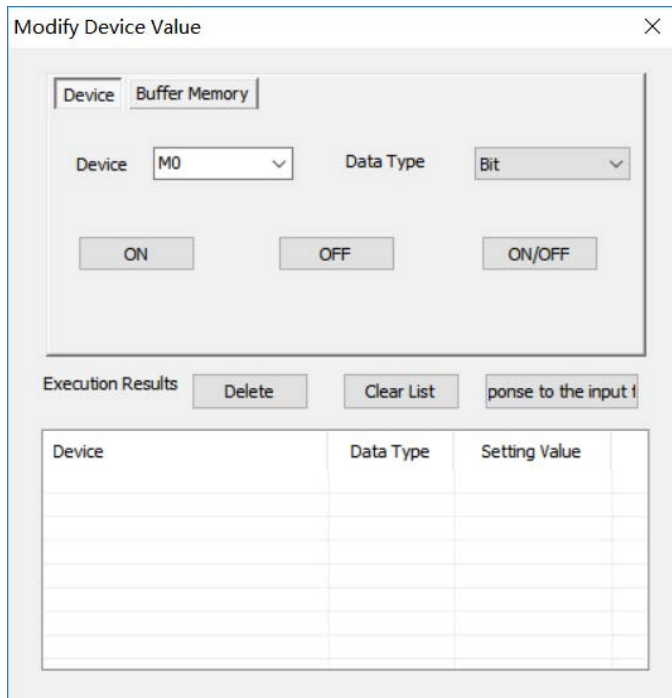 Modify Device Value
Device Buffer Memory
Device M0 Data Type Bit
ON OFF ON/OFF
Execution Results Delete Clear List ponse to the input
Device Data Type Setting Value